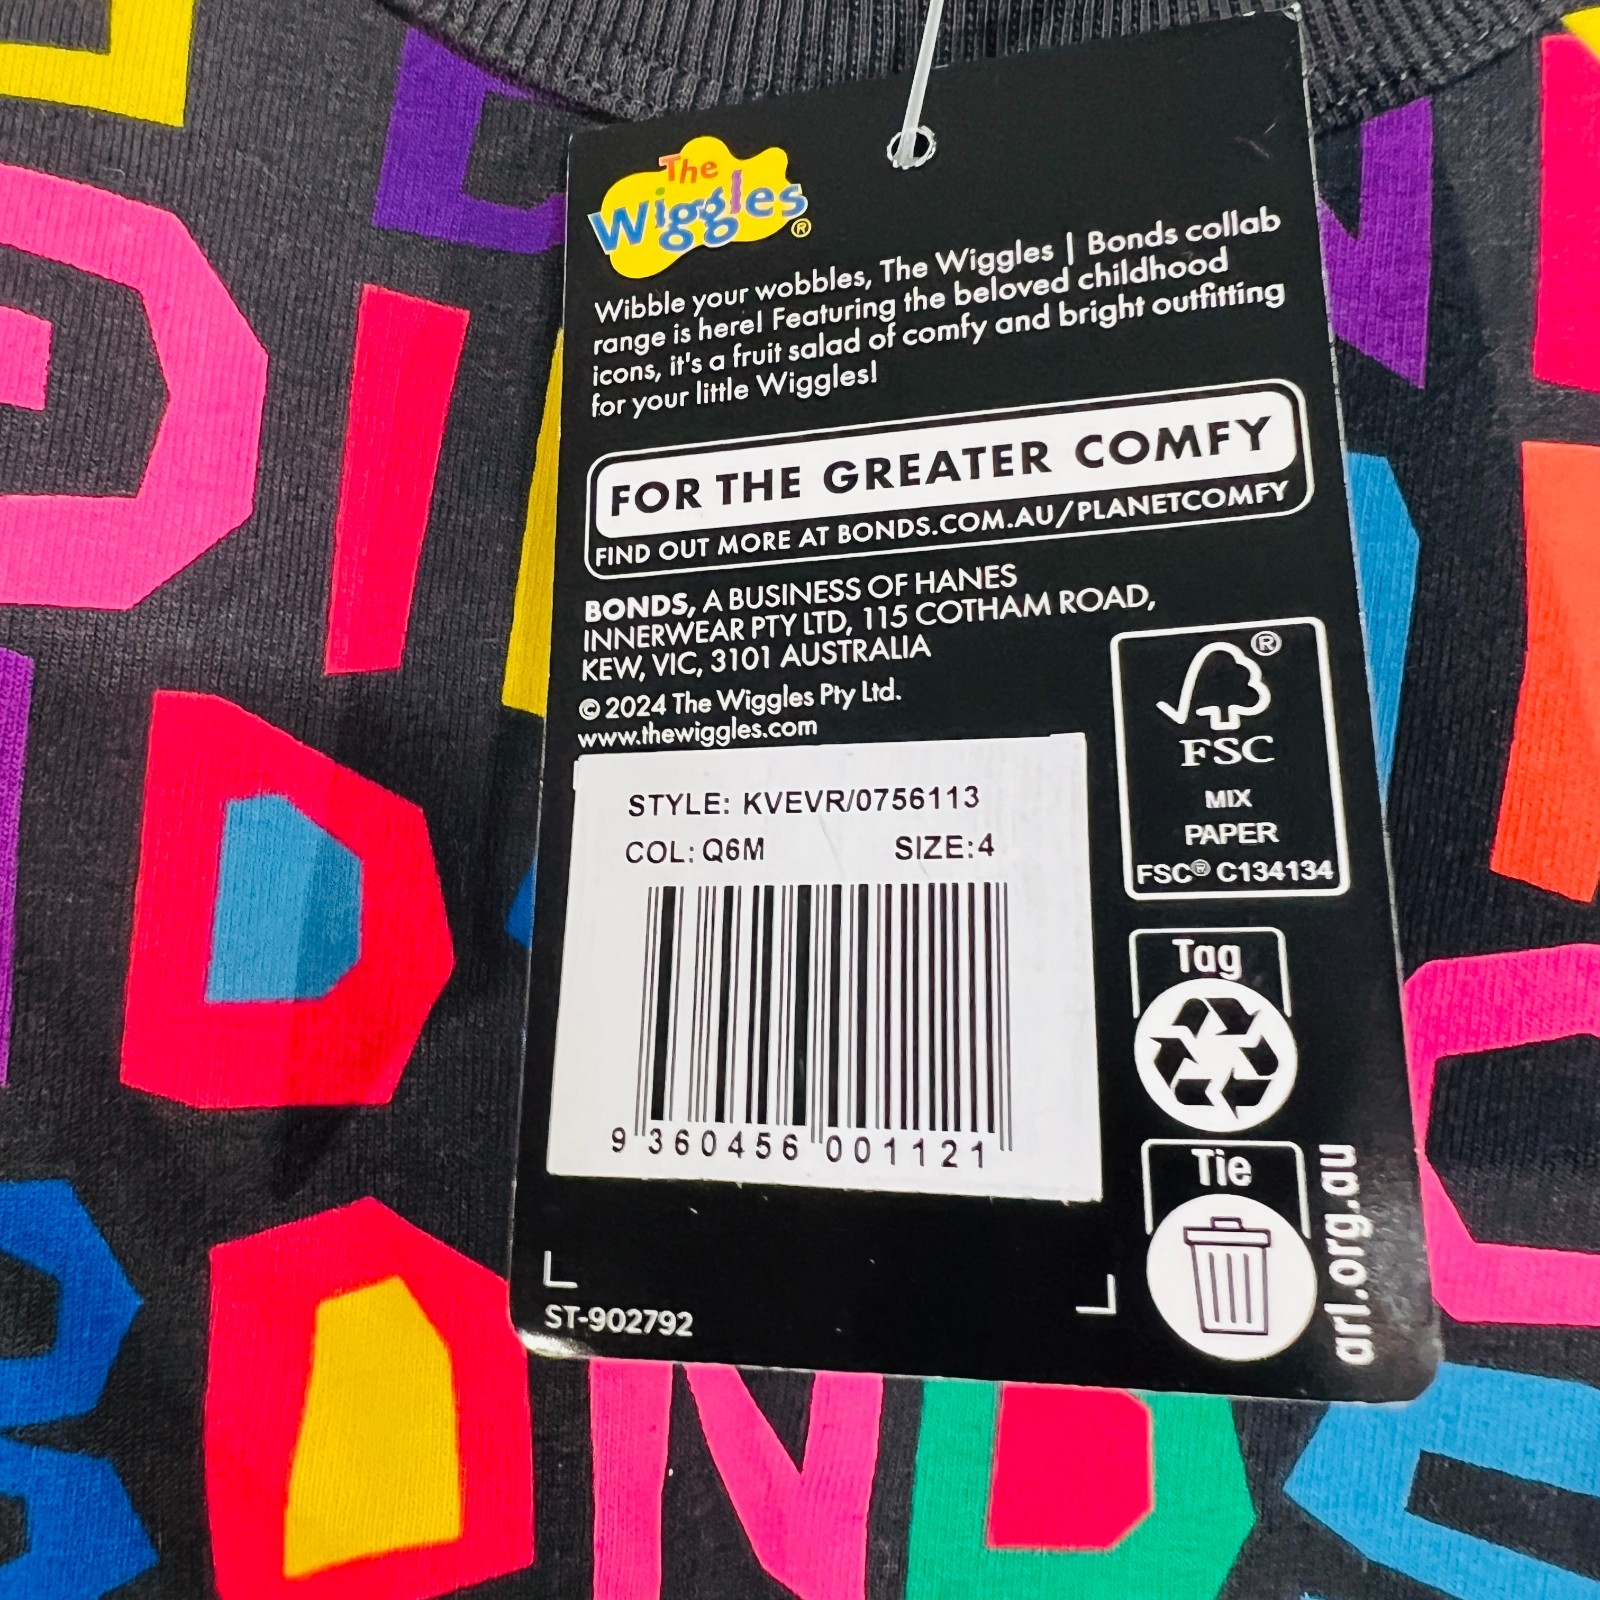 The
Wiggles®
Wibble your wobbles, The Wiggles | Bonds collab
range is here! Featuring the beloved childhood
icons, it's a fruit salad of comfy and bright outfitting
for your little Wiggles!
FOR THE GREATER COMFY
FIND OUT MORE AT BONDS.COM.AU/PLANETCOMFY
BONDS, A BUSINESS OF HANES
INNERWEAR PTY LTD, 115 COTHAM ROAD,
KEW, VIC, 3101 AUSTRALIA
© 2024 The Wiggles Pty Ltd.
www.thewiggles.com
STYLE: KVEVR/0756113
COL: Q6M SIZE:4
9 360456 001121
ST-902792
®
FSC
MIX
PAPER
FSC® C134134
Tag
Tie
arl.org.au